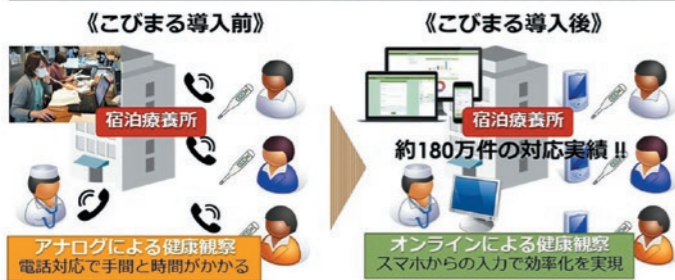 《こびまる導入前》
宿泊療養所
アナログによる健康観察
電話対応で手間と時間がかかる
《こびまる導入後》
宿泊療養所
約180万件の対応実績!!
オンラインによる健康観察
スマホからの入力で効率化を実現